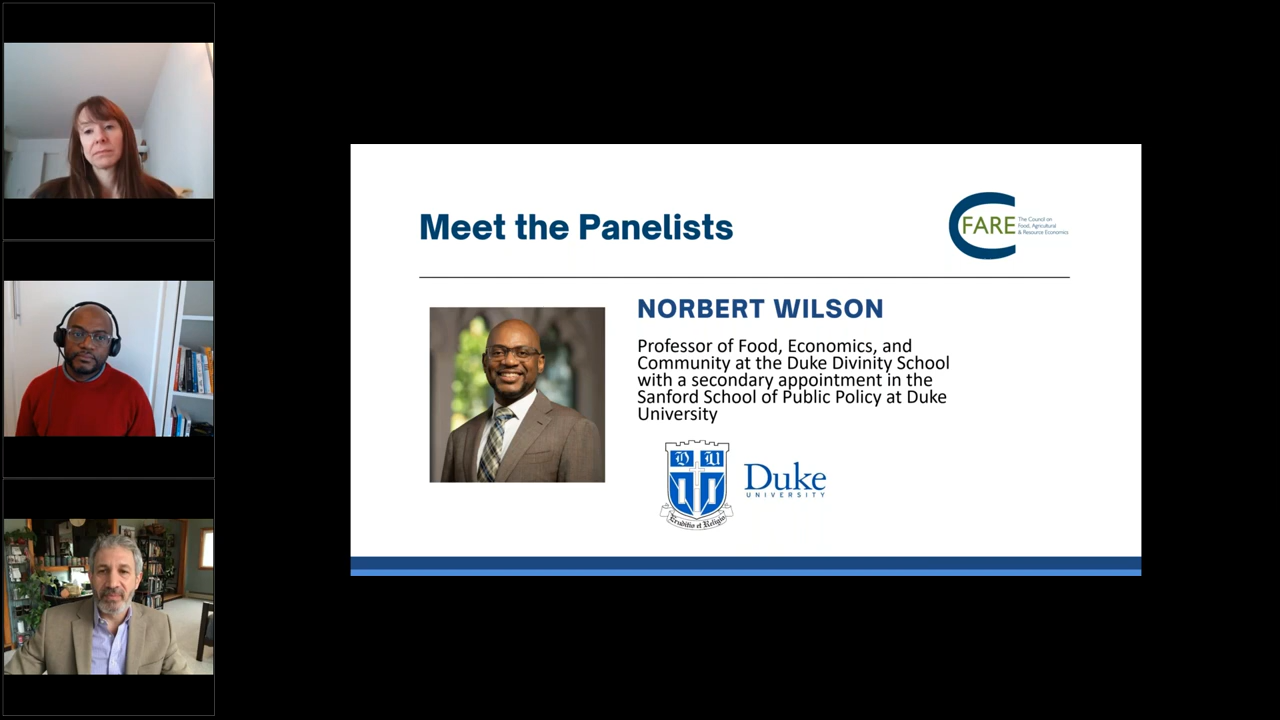 Meet the Panelists
FARE
The Council on
Food, Agricultural
& Resource Economics
NORBERT WILSON
Professor of Food, Economics, and
Community at the Duke Divinity School
with a secondary appointment in the
Sanford School of Public Policy at Duke
University
D U
Eruditio et Religio
Duke
UNIVERSITY